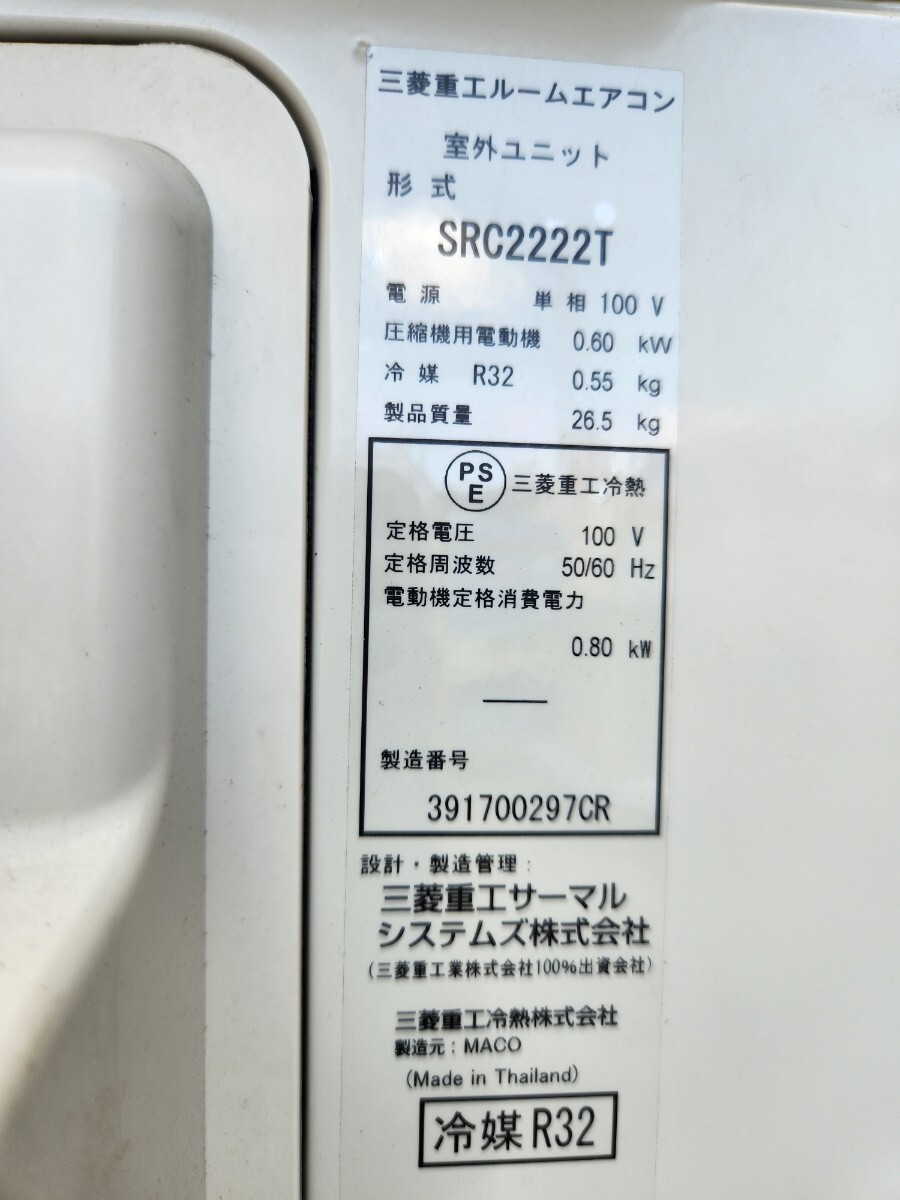 三菱重工ルームエアコン
室外ユニット
形式
SRC2222T
電源 単相 100 V
圧縮機用電動機 0.60 kW
冷媒 R32 0.55 kg
製品質量 26.5 kg
PS E 三菱重工冷熱
定格電圧 100 V
定格周波数 50/60 Hz
電動機定格消費電力
0.80 kW
製造番号
391700297CR
設計・製造管理:
三菱重工サーマル
システムズ株式会社
(三菱重工業株式会社100%出資会社)
三菱重工冷熱株式会社
製造元:MACO
(Made in Thailand)
冷媒 R32